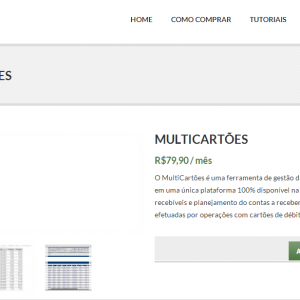 HOME COMO COMPRAR TUTORIAIS
ES
MULTICARTÕES
R$79,90 / mês
O MultiCartões é uma ferramenta de gestão d
em uma única plataforma 100% disponível na
recebíveis e planejamento do contas a receber
efetuadas por operações com cartões de débit
A